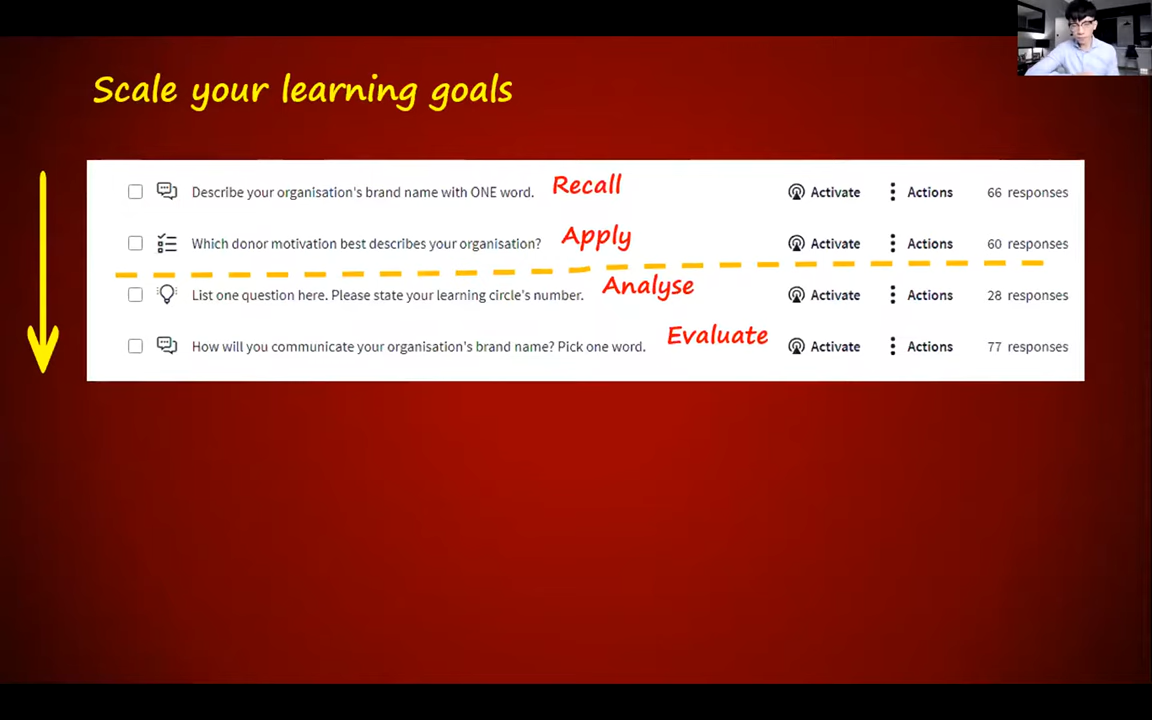 Scale your learning goals
Describe your organisation's brand name with ONE word. Recall Activate Actions 66 responses
Which donor motivation best describes your organisation? Apply Activate Actions 60 responses
List one question here. Please state your learning circle's number. Analyse Activate Actions 28 responses
How will you communicate your organisation's brand name? Pick one word. Evaluate Activate Actions 77 responses